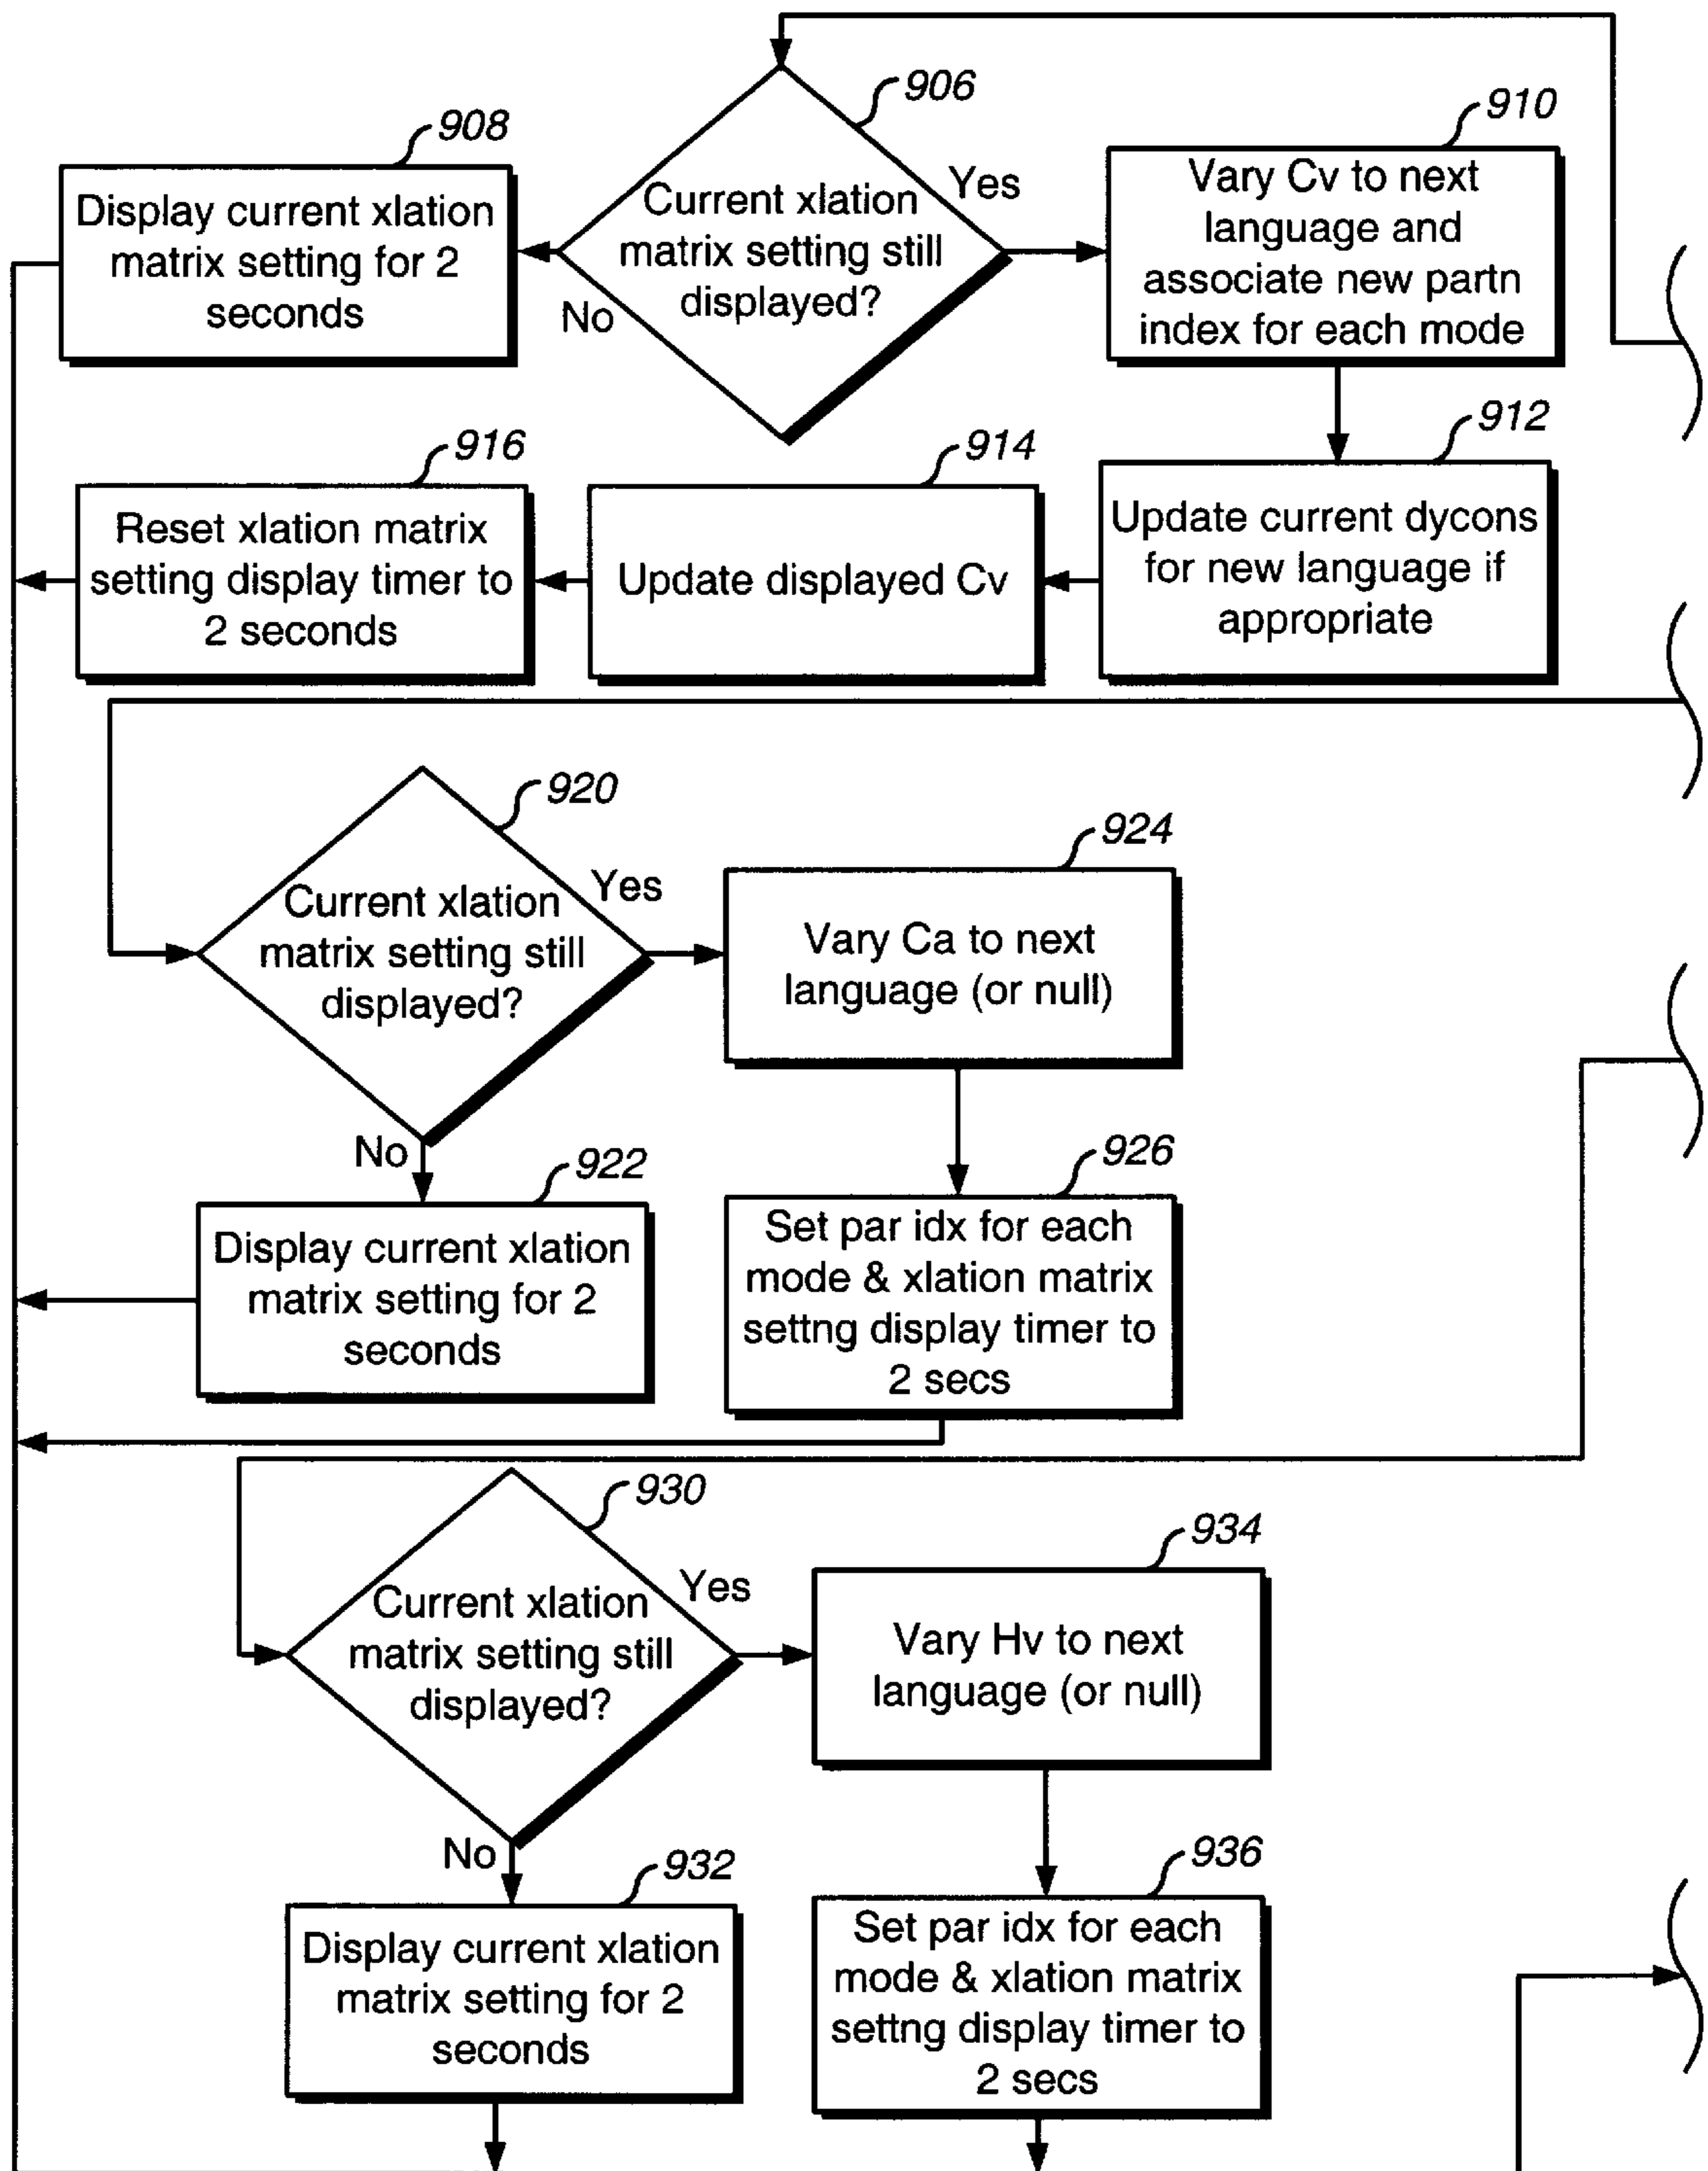 906
908
910
Display current xlation
matrix setting for 2
seconds
Current xlation
matrix setting still
displayed?
Yes
No
Vary Cv to next
language and
associate new partn
index for each mode
916
914
912
Reset xlation matrix
setting display timer to
2 seconds
Update displayed Cv
Update current dycons
for new language if
appropriate
920
Current xlation
matrix setting still
displayed?
Yes
No
924
Vary Ca to next
language (or null)
922
Display current xlation
matrix setting for 2
seconds
926
Set par idx for each
mode & xlation matrix
settng display timer to
2 secs
930
Current xlation
matrix setting still
displayed?
Yes
No
934
Vary Hv to next
language (or null)
932
Display current xlation
matrix setting for 2
seconds
936
Set par idx for each
mode & xlation matrix
settng display timer to
2 secs